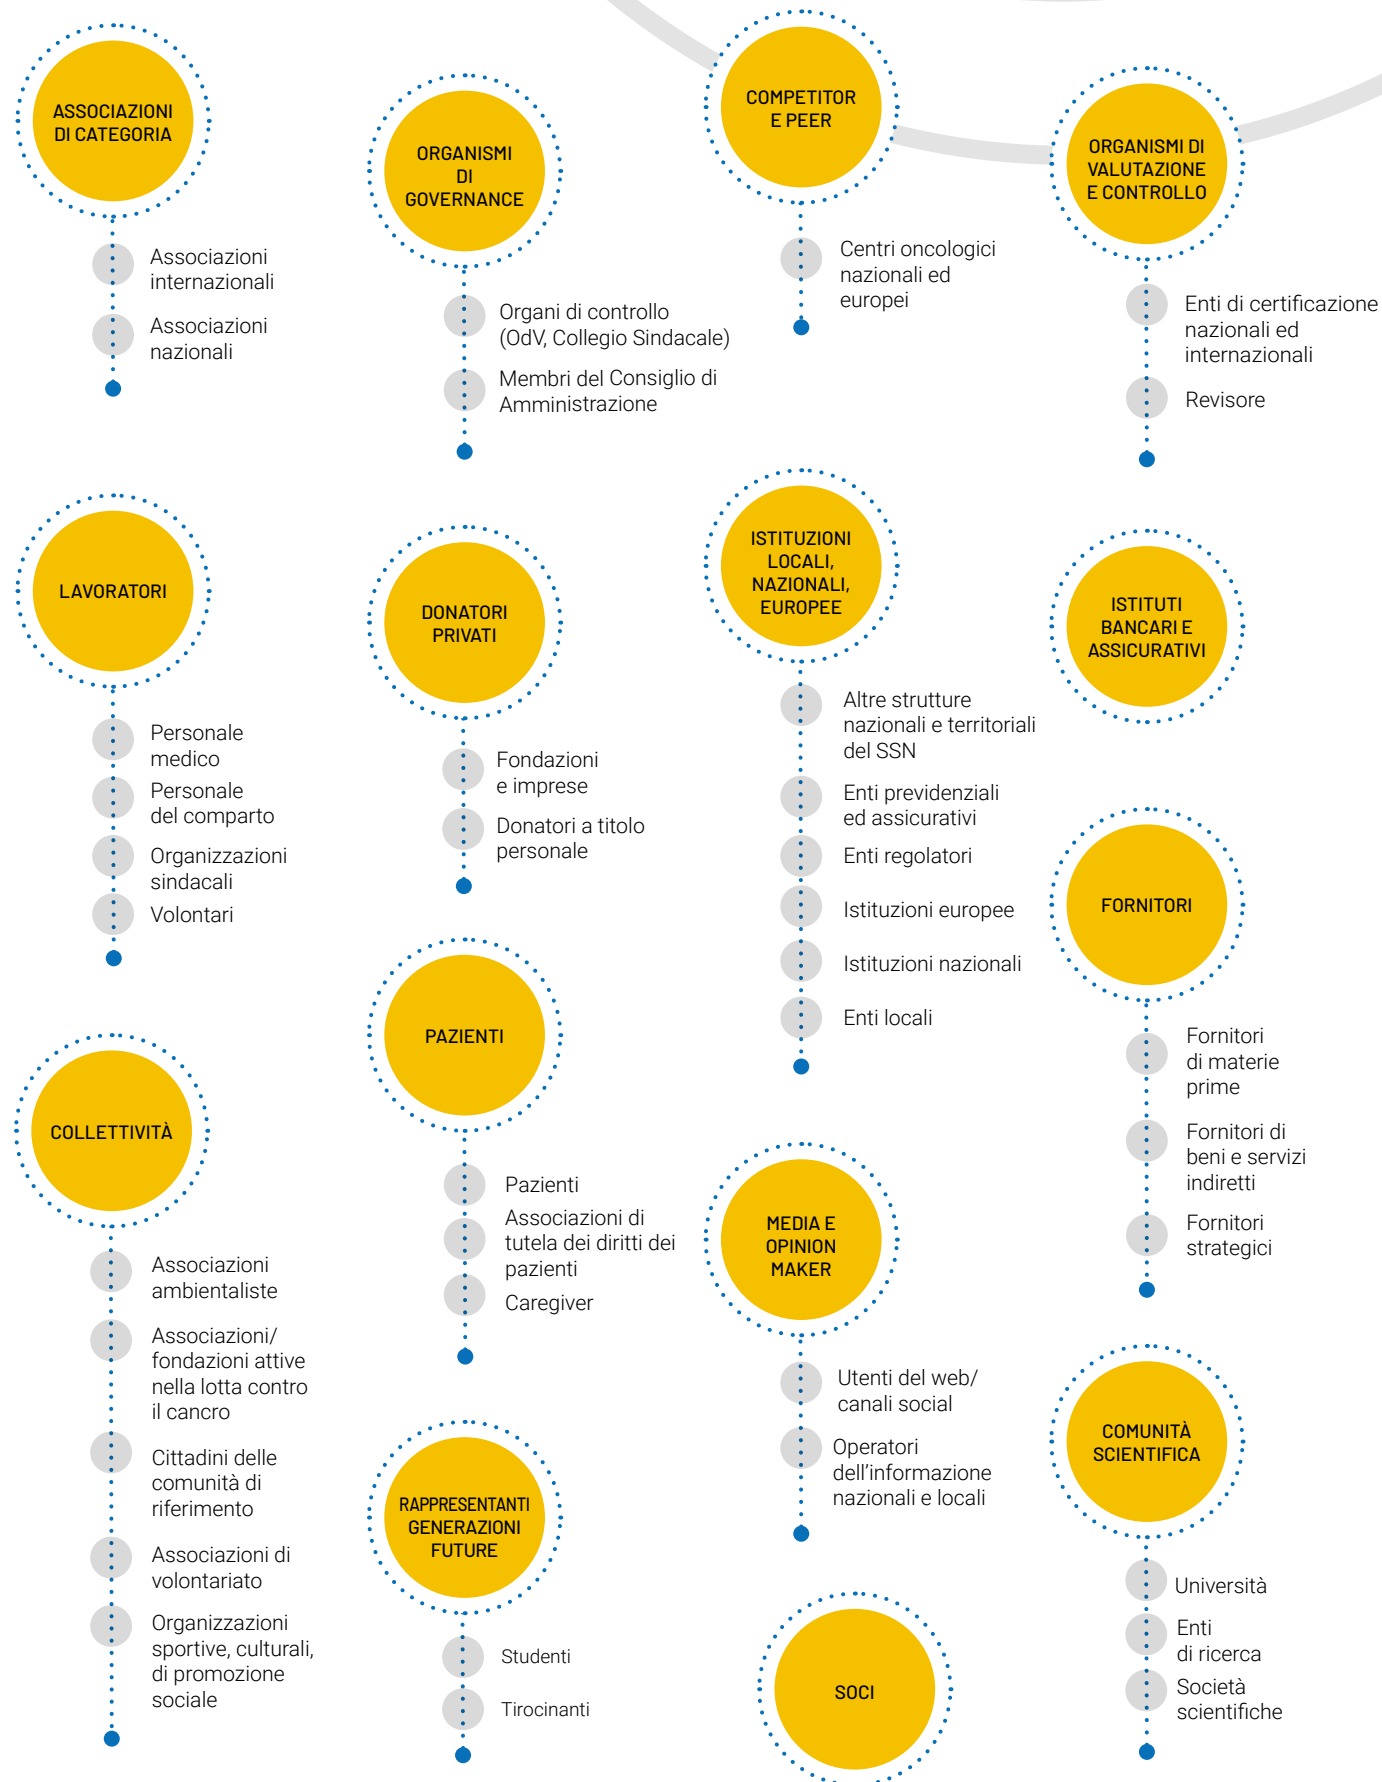 ASSOCIAZIONI
DI CATEGORIA
Associazioni
internazionali
Associazioni
nazionali
LAVORATORI
Personale
medico
Personale
del comparto
Organizzazioni
sindacali
Volontari
COLLETTIVITÀ
Associazioni
ambientaliste
Associazioni/
fondazioni attive
nella lotta contro
il cancro
Cittadini delle
comunità di
riferimento
Associazioni di
volontariato
Organizzazioni
sportive, culturali,
di promozione
sociale
ORGANISMI
DI
GOVERNANCE
Organi di controllo
(OdV, Collegio Sindacale)
Membri del Consiglio di
Amministrazione
DONATORI
PRIVATI
Fondazioni
e imprese
Donatori a titolo
personale
PAZIENTI
Pazienti
Associazioni di
tutela dei diritti dei
pazienti
Caregiver
RAPPRESENTANTI
GENERAZIONI
FUTURE
Studenti
Tirocinanti
COMPETITOR
E PEER
Centri oncologici
nazionali ed
europei
ISTITUZIONI
LOCALI,
NAZIONALI,
EUROPEE
Altre strutture
nazionali e territoriali
del SSN
Enti previdenziali
ed assicurativi
Enti regolatori
Istituzioni europee
Istituzioni nazionali
Enti locali
MEDIA E
OPINION
MAKER
Utenti del web/
canali social
Operatori
dell'informazione
nazionali e locali
SOCI
ORGANISMI DI
VALUTAZIONE
E CONTROLLO
Enti di certificazione
nazionali ed
internazionali
Revisore
ISTITUTI
BANCARI E
ASSICURATIVI
FORNITORI
Fornitori
di materie
prime
Fornitori di
beni e servizi
indiretti
Fornitori
strategici
COMUNITÀ
SCIENTIFICA
Università
Enti
di ricerca
Società
scientifiche